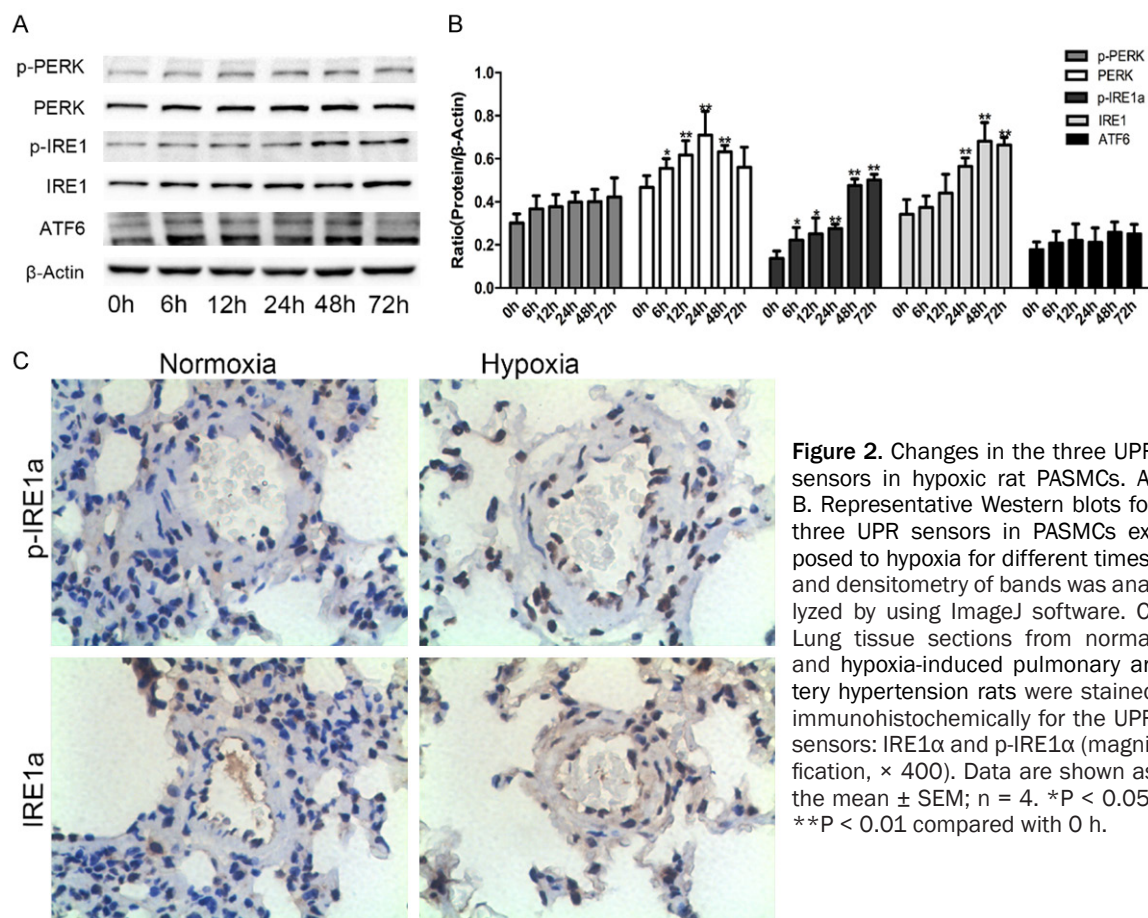 A
p-PERK
PERK
p-IRE1
IRE1
ATF6
β-Actin
0h 6h 12h 24h 48h 72h
B
Ratio(Protein/β-Actin)
1.0
0.8
0.6
0.4
0.2
0.0
* ** ** **
* * ** ** **
** ** **
0h 6h 12h 24h 48h 72h
0h 6h 12h 24h 48h 72h
0h 6h 12h 24h 48h 72h
0h 6h 12h 24h 48h 72h
0h 6h 12h 24h 48h 72h
p-PERK
PERK
p-IRE1a
IRE1
ATF6
C
Normoxia Hypoxia
p-IRE1a
IRE1a
Figure 2. Changes in the three UPR
sensors in hypoxic rat PASMCs. A,
B. Representative Western blots for
three UPR sensors in PASMCs ex-
posed to hypoxia for different times,
and densitometry of bands was ana-
lyzed by using ImageJ software. C.
Lung tissue sections from normal
and hypoxia-induced pulmonary ar-
tery hypertension rats were stained
immunohistochemically for the UPR
sensors: IRE1α and p-IRE1α (magni-
fication, × 400). Data are shown as
the mean ± SEM; n = 4. *P < 0.05,
**P < 0.01 compared with 0 h.